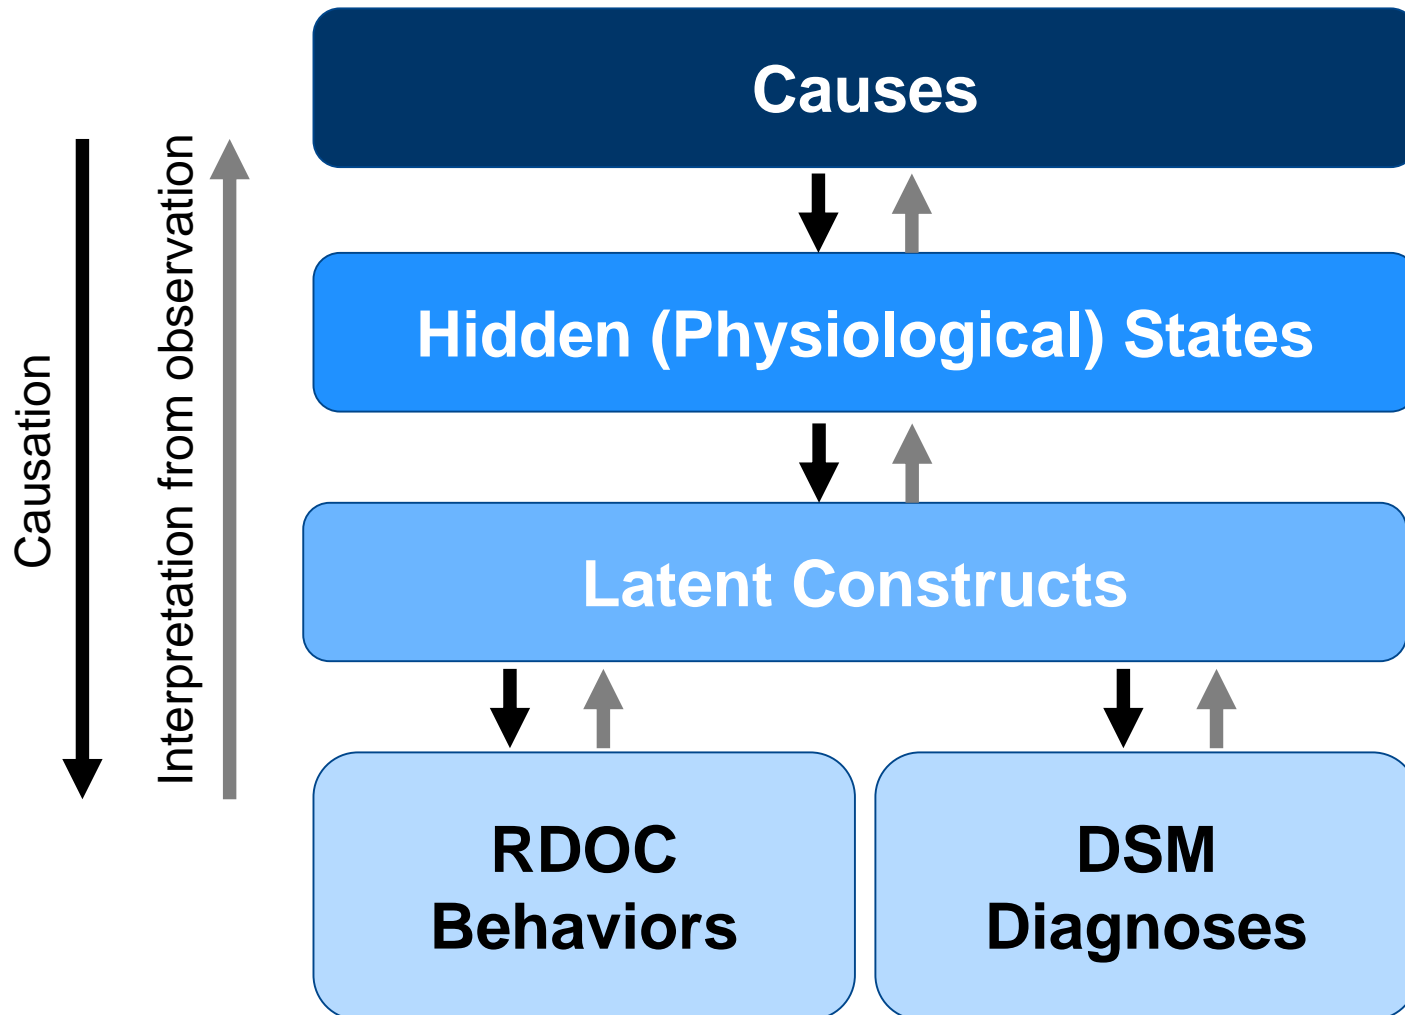 Causes
Causation
Interpretation from observation
Hidden (Physiological) States
Latent Constructs
RDOC
Behaviors
DSM
Diagnoses